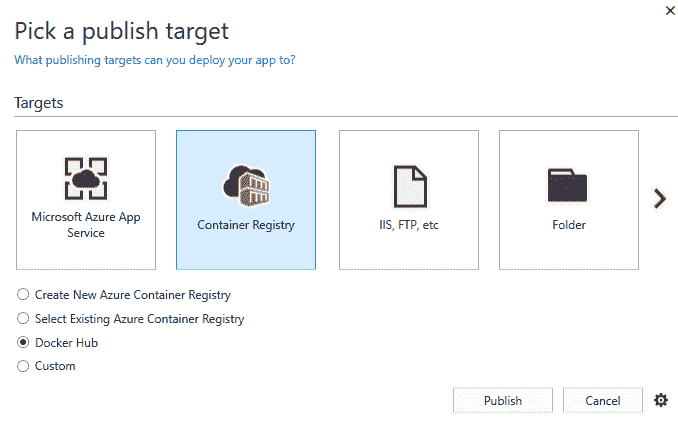 Pick a publish target
What publishing targets can you deploy your app to?
Targets
Microsoft Azure App
Service
Container Registry
IIS, FTP, etc
Folder
Create New Azure Container Registry
Select Existing Azure Container Registry
Docker Hub
Custom
Publish
Cancel